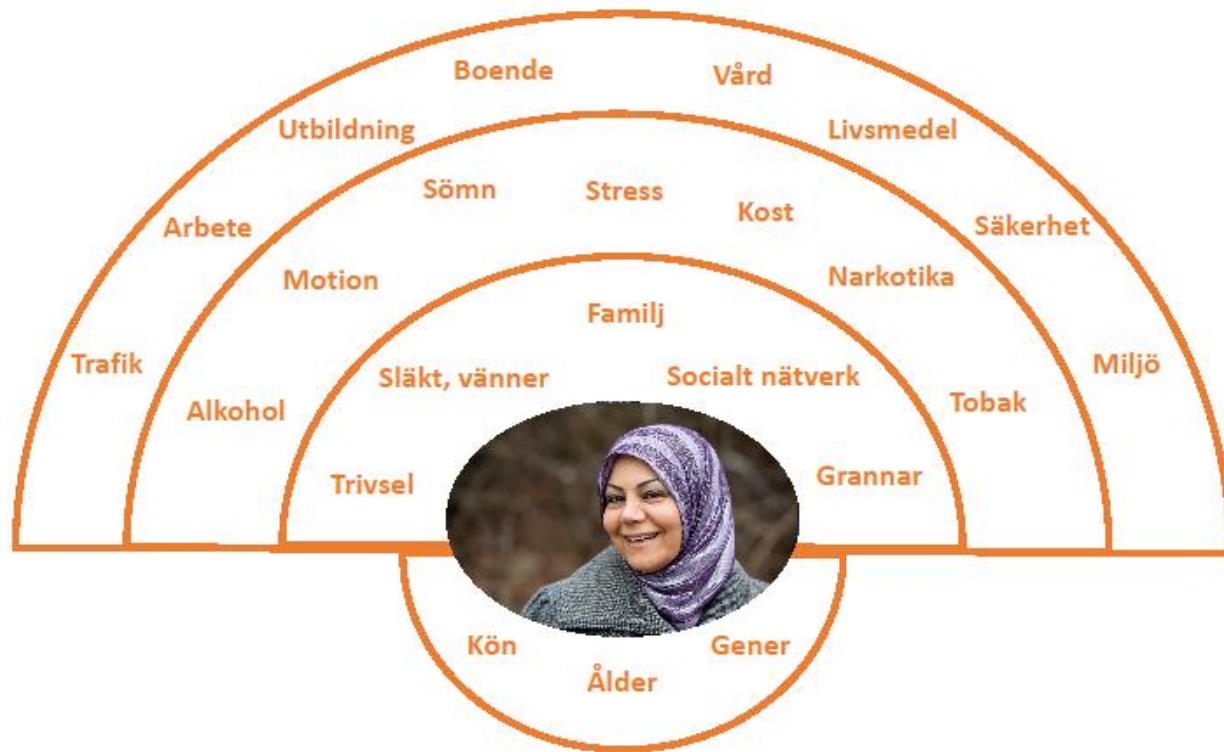 Boende
Vård
Utbildning
Livsmedel
Sömn
Stress
Kost
Arbete
Säkerhet
Motion
Narkotika
Familj
Trafik
Miljö
Släkt, vänner
Socialt nätverk
Alkohol
Tobak
Trivsel
Grannar
Kön
Gener
Ålder